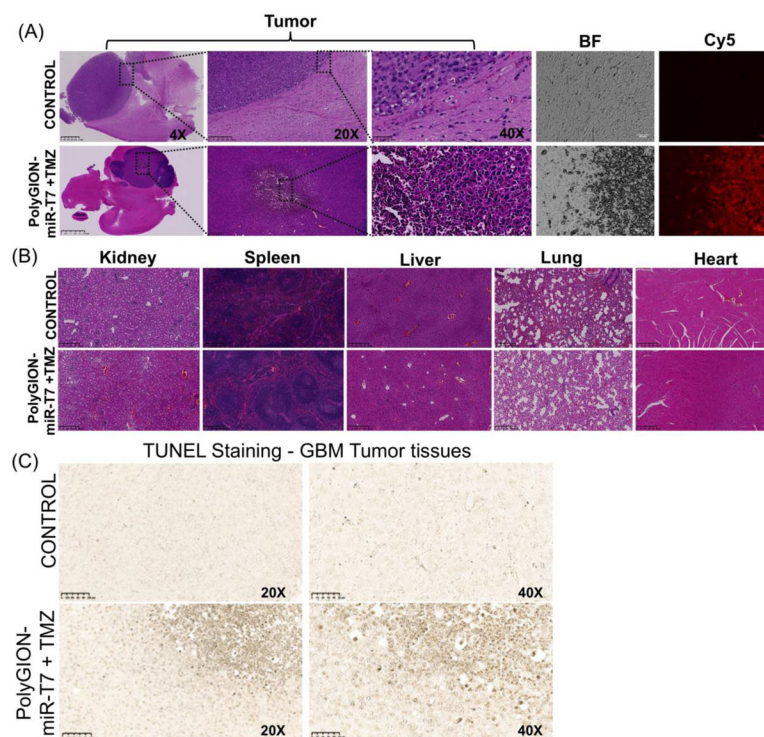 (A)
Tumor
BF
Cy5
CONTROL
4X
20X
40X
PolyGION-
miR-T7 +TMZ
(B)
Kidney
Spleen
Liver
Lung
Heart
CONTROL
PolyGION-
miR-T7 +TMZ
(C)
TUNEL Staining - GBM Tumor tissues
CONTROL
20X
40X
PolyGION-
miR-T7 + TMZ
20X
40X